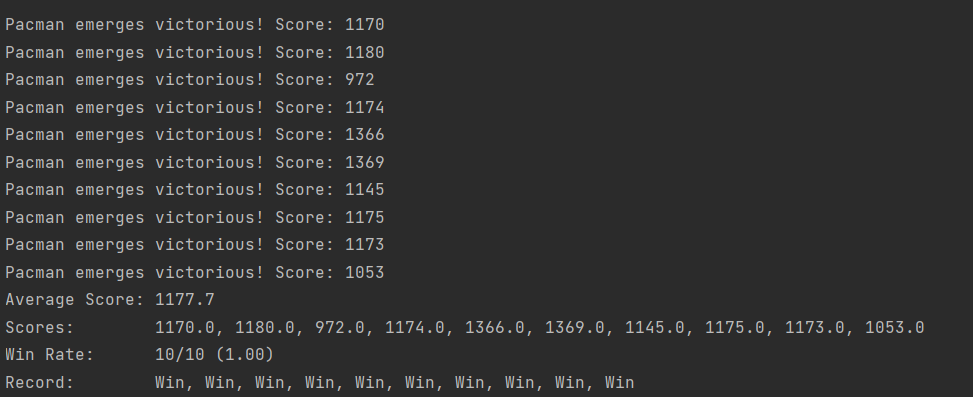 Pacman emerges victorious! Score: 1170
Pacman emerges victorious! Score: 1180
Pacman emerges victorious! Score: 972
Pacman emerges victorious! Score: 1174
Pacman emerges victorious! Score: 1366
Pacman emerges victorious! Score: 1369
Pacman emerges victorious! Score: 1145
Pacman emerges victorious! Score: 1175
Pacman emerges victorious! Score: 1173
Pacman emerges victorious! Score: 1053
Average Score: 1177.7
Scores:        1170.0, 1180.0, 972.0, 1174.0, 1366.0, 1369.0, 1145.0, 1175.0, 1173.0, 1053.0
Win Rate:      10/10 (1.00)
Record:        Win, Win, Win, Win, Win, Win, Win, Win, Win, Win